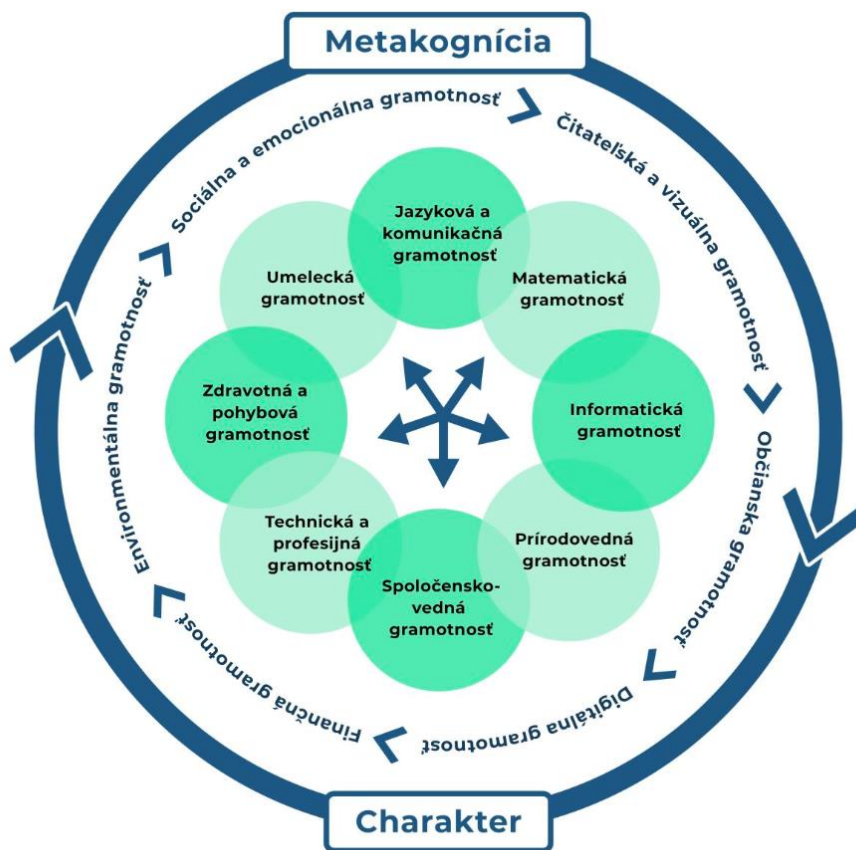 Metakognícia
Sociálna a emocionálna gramotnosť
Čitateľská a vizuálna gramotnosť
Občianska gramotnosť
Digitálna gramotnosť
Finančná gramotnosť
Environmentálna gramotnosť
Jazyková a
komunikačná
gramotnosť
Matematická
gramotnosť
Informatická
gramotnosť
Prírodovedná
gramotnosť
Spoločensko-
vedná
gramotnosť
Technická a
profesijná
gramotnosť
Zdravotná a
pohybová
gramotnosť
Umelecká
gramotnosť
Charakter